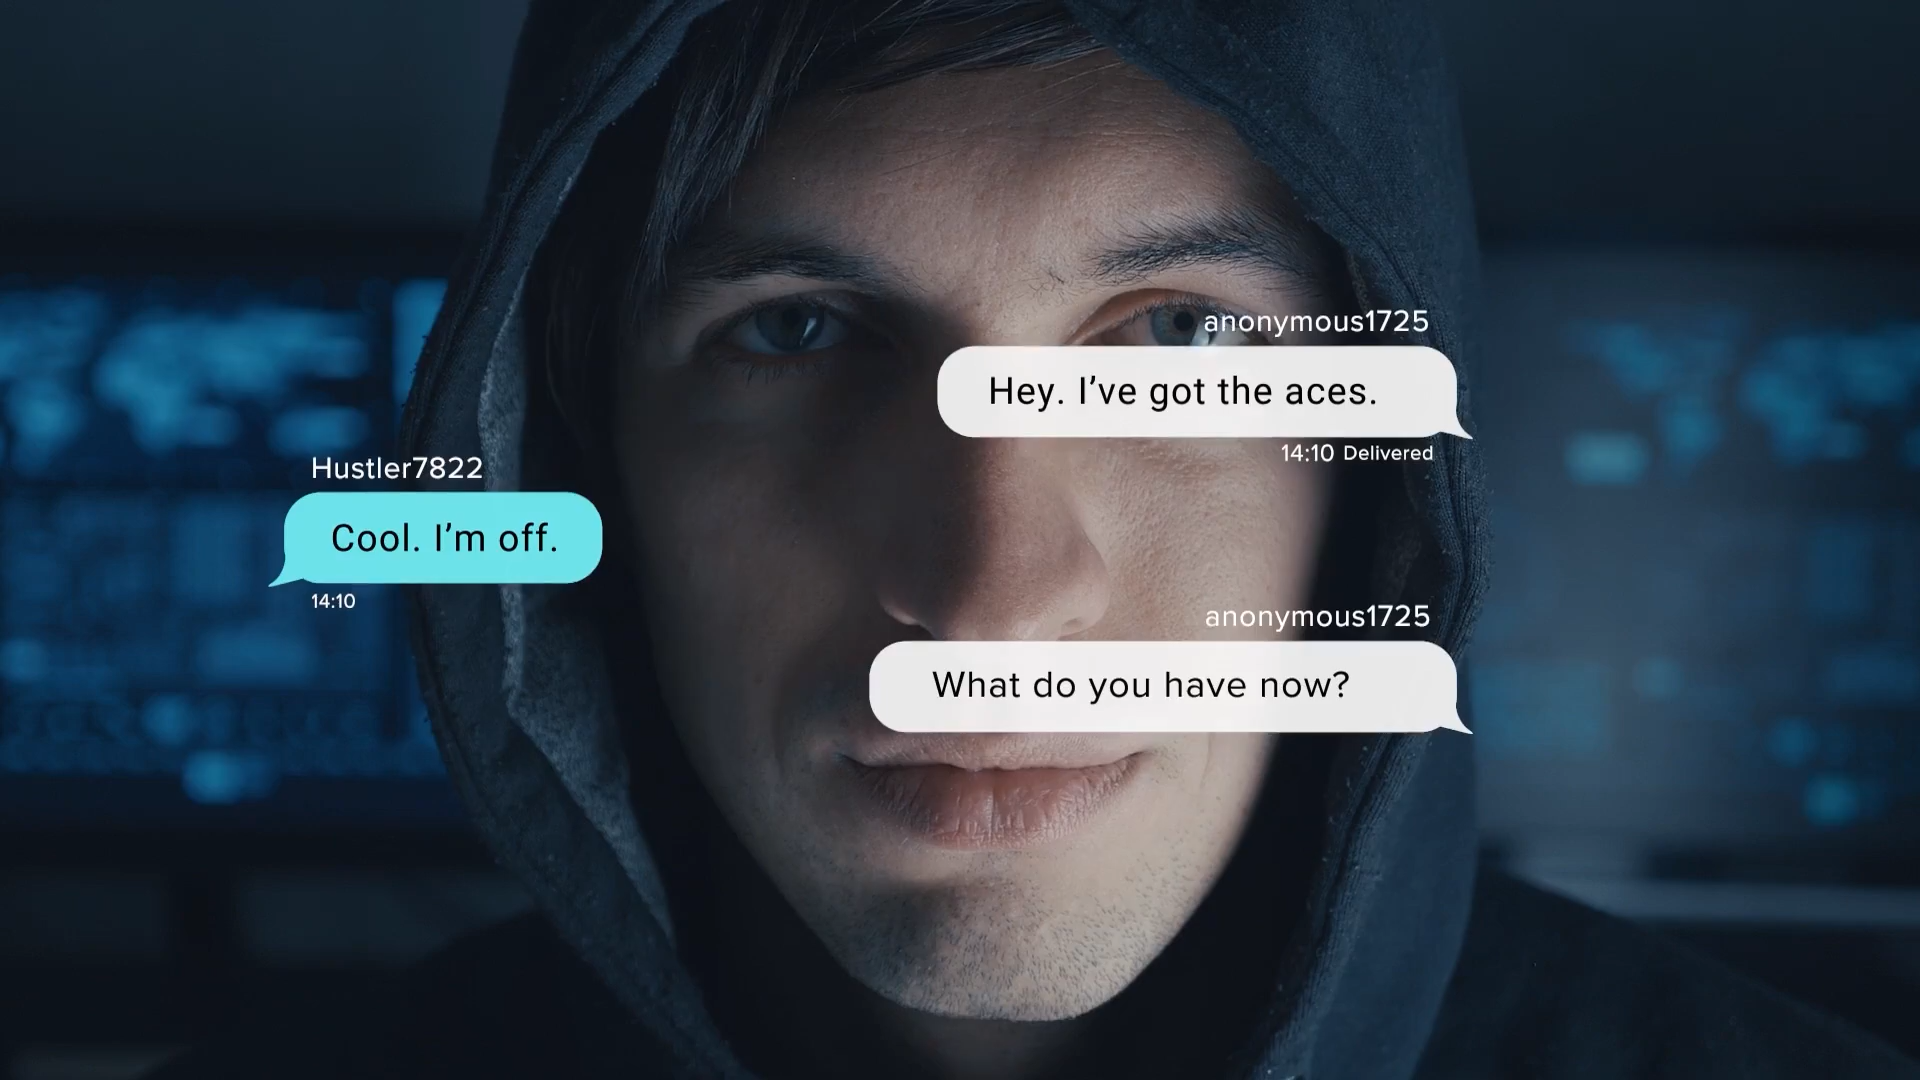 anonymous1725
Hey. I’ve got the aces.
14:10 Delivered
Hustler7822
Cool. I’m off.
14:10
anonymous1725
What do you have now?